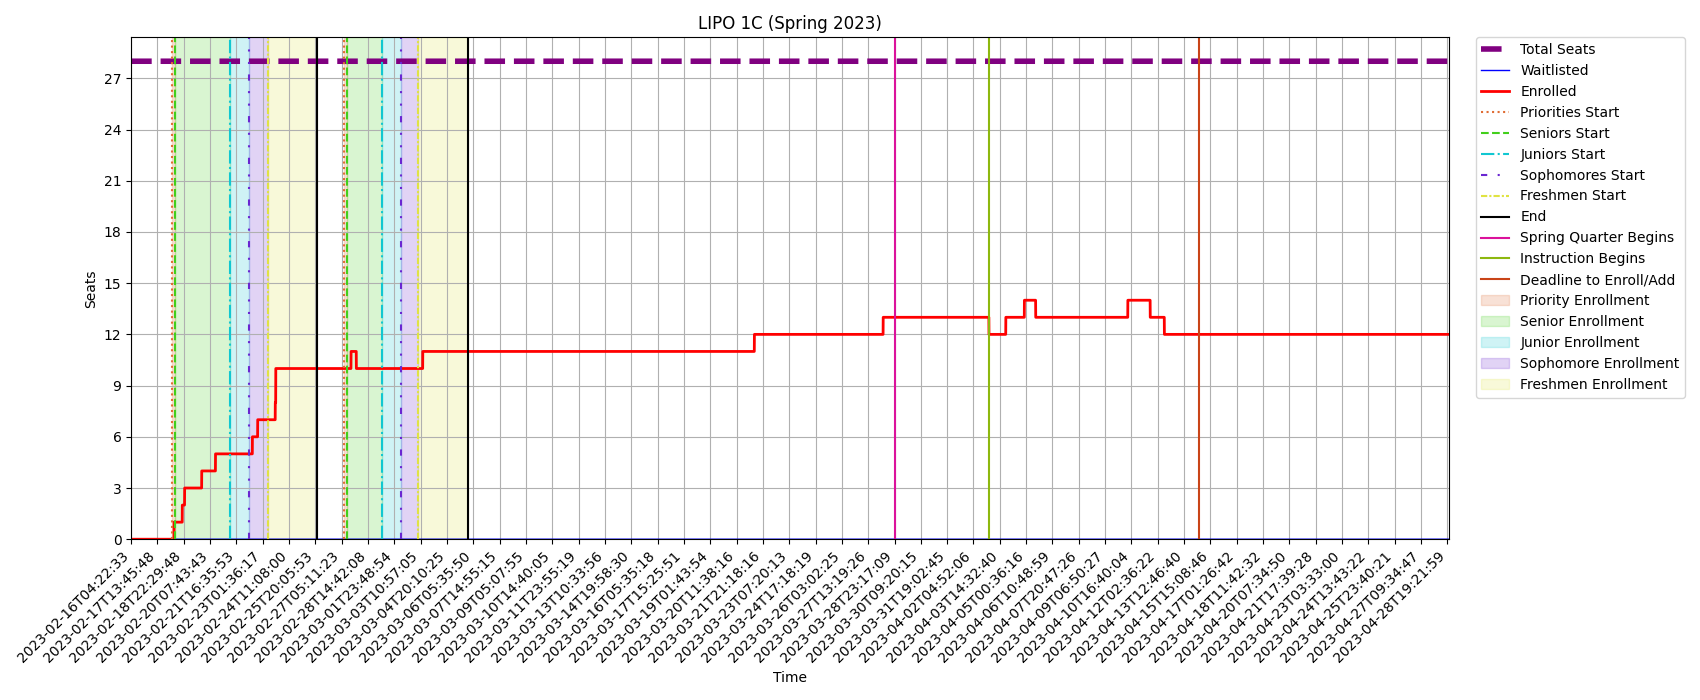 LIPO 1C (Spring 2023)
Seats
27
24
21
18
15
12
9
6
3
0
2023-02-16T04:22:33
2023-02-17T13:45:48
2023-02-18T22:29:48
2023-02-20T07:43:43
2023-02-21T16:35:53
2023-02-23T01:36:17
2023-02-24T11:08:00
2023-02-25T20:05:53
2023-02-27T05:11:23
2023-02-28T14:42:08
2023-03-01T23:48:54
2023-03-03T10:57:05
2023-03-04T20:10:25
2023-03-06T05:35:50
2023-03-07T14:55:15
2023-03-09T05:07:55
2023-03-10T14:40:05
2023-03-11T23:55:19
2023-03-13T10:33:56
2023-03-14T19:58:30
2023-03-16T05:35:18
2023-03-17T15:25:51
2023-03-19T01:43:54
2023-03-20T11:38:16
2023-03-21T21:18:16
2023-03-23T07:20:13
2023-03-24T17:18:19
2023-03-26T03:02:25
2023-03-27T13:19:26
2023-03-28T23:17:09
2023-03-30T09:20:15
2023-03-31T19:02:45
2023-04-02T04:52:06
2023-04-03T14:32:40
2023-04-05T00:36:16
2023-04-06T10:48:59
2023-04-07T20:47:26
2023-04-09T06:50:27
2023-04-10T16:40:04
2023-04-12T02:36:22
2023-04-13T12:46:40
2023-04-15T15:08:46
2023-04-17T01:26:42
2023-04-18T11:42:32
2023-04-20T07:34:50
2023-04-21T17:39:28
2023-04-23T03:33:00
2023-04-24T13:43:22
2023-04-25T23:40:21
2023-04-27T09:34:47
2023-04-28T19:21:59
Time
Total Seats
Waitlisted
Enrolled
Priorities Start
Seniors Start
Juniors Start
Sophomores Start
Freshmen Start
End
Spring Quarter Begins
Instruction Begins
Deadline to Enroll/Add
Priority Enrollment
Senior Enrollment
Junior Enrollment
Sophomore Enrollment
Freshmen Enrollment